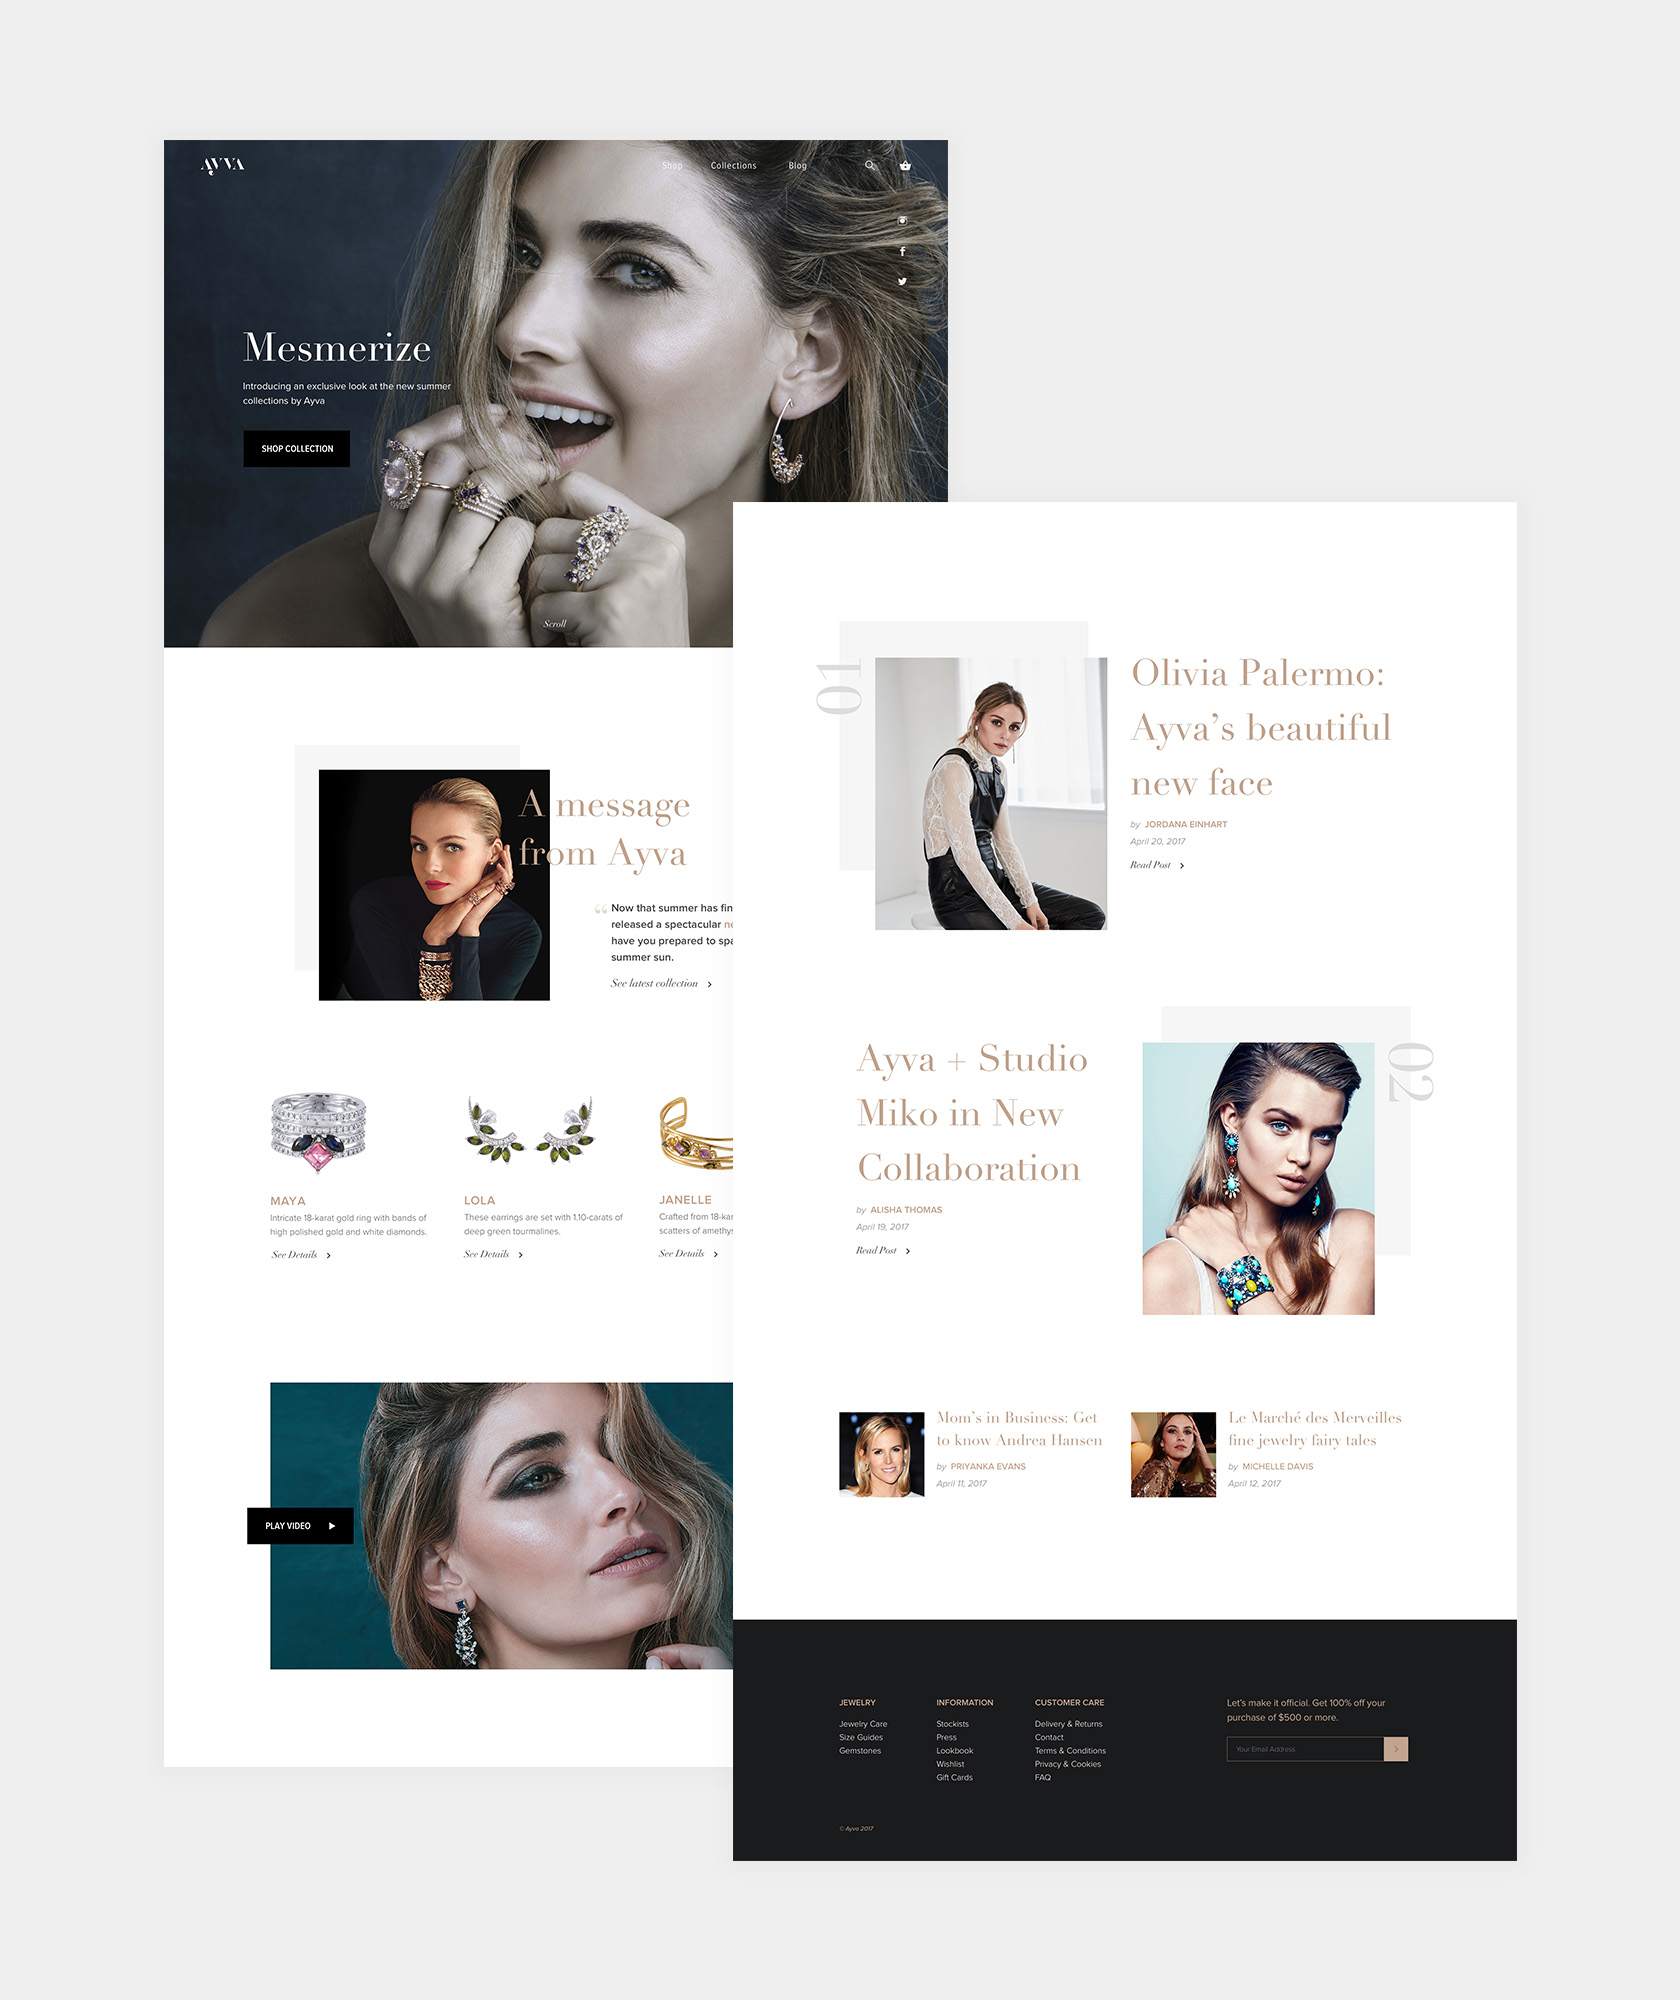 AYVA
Shop
Collections
Blog
Mesmerize
Introducing an exclusive look at the new summer
collections by Ayva
SHOP COLLECTION
Scroll
A message
from Ayva
“ Now that summer has fin
released a spectacular
have you prepared to spa
summer sun.
See latest collection >
MAYA
Intricate 18-karat gold ring with bands of
high polished gold and white diamonds.
See Details >
LOLA
These earrings are set with 1.10-carats of
deep green tourmalines.
See Details >
JANELLE
Crafted from 18-kar
scatters of amethys
See Details >
PLAY VIDEO
01
Olivia Palermo:
Ayva’s beautiful
new face
by JORDANA EINHART
April 20, 2017
Read Post >
Ayva + Studio
Miko in New
Collaboration
by ALISHA THOMAS
April 19, 2017
Read Post >
02
Mom’s in Business: Get
to know Andrea Hansen
by PRIYANKA EVANS
April 11, 2017
Le Marché des Merveilles
fine jewelry fairy tales
by MICHELLE DAVIS
April 12, 2017
JEWELRY
Jewelry Care
Size Guides
Gemstones
INFORMATION
Stockists
Press
Lookbook
Wishlist
Gift Cards
CUSTOMER CARE
Delivery & Returns
Contact
Terms & Conditions
Privacy & Cookies
FAQ
Let’s make it official. Get 100% off your
purchase of $500 or more.
Your Email Address
>
© Ayva 2017